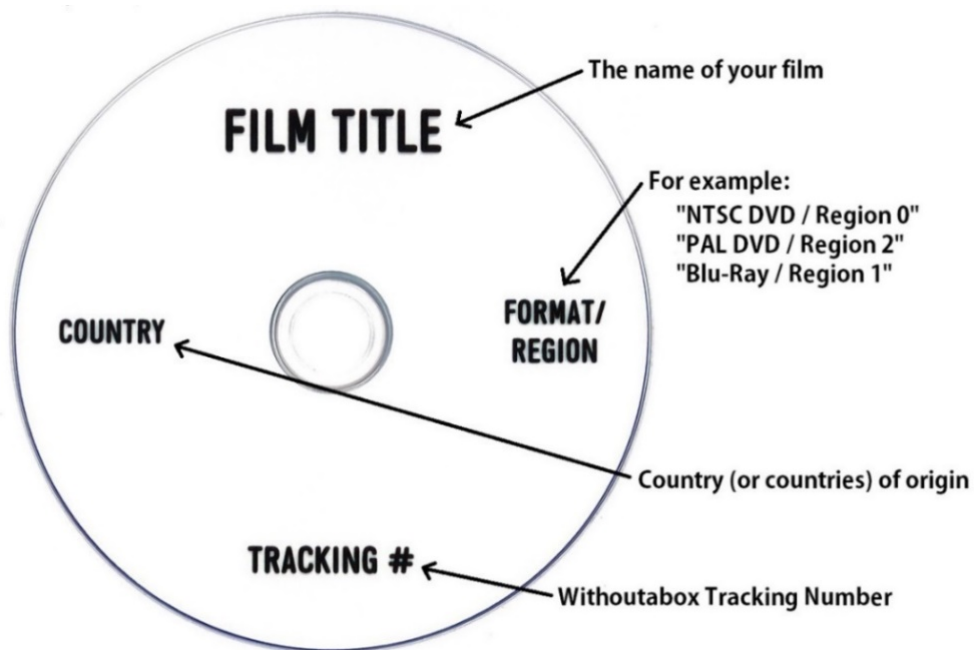 The name of your film
FILM TITLE
For example:
"NTSC DVD / Region 0"
"PAL DVD / Region 2"
"Blu-Ray / Region 1"
FORMAT/
REGION
COUNTRY
Country (or countries) of origin
TRACKING #
Withoutabox Tracking Number